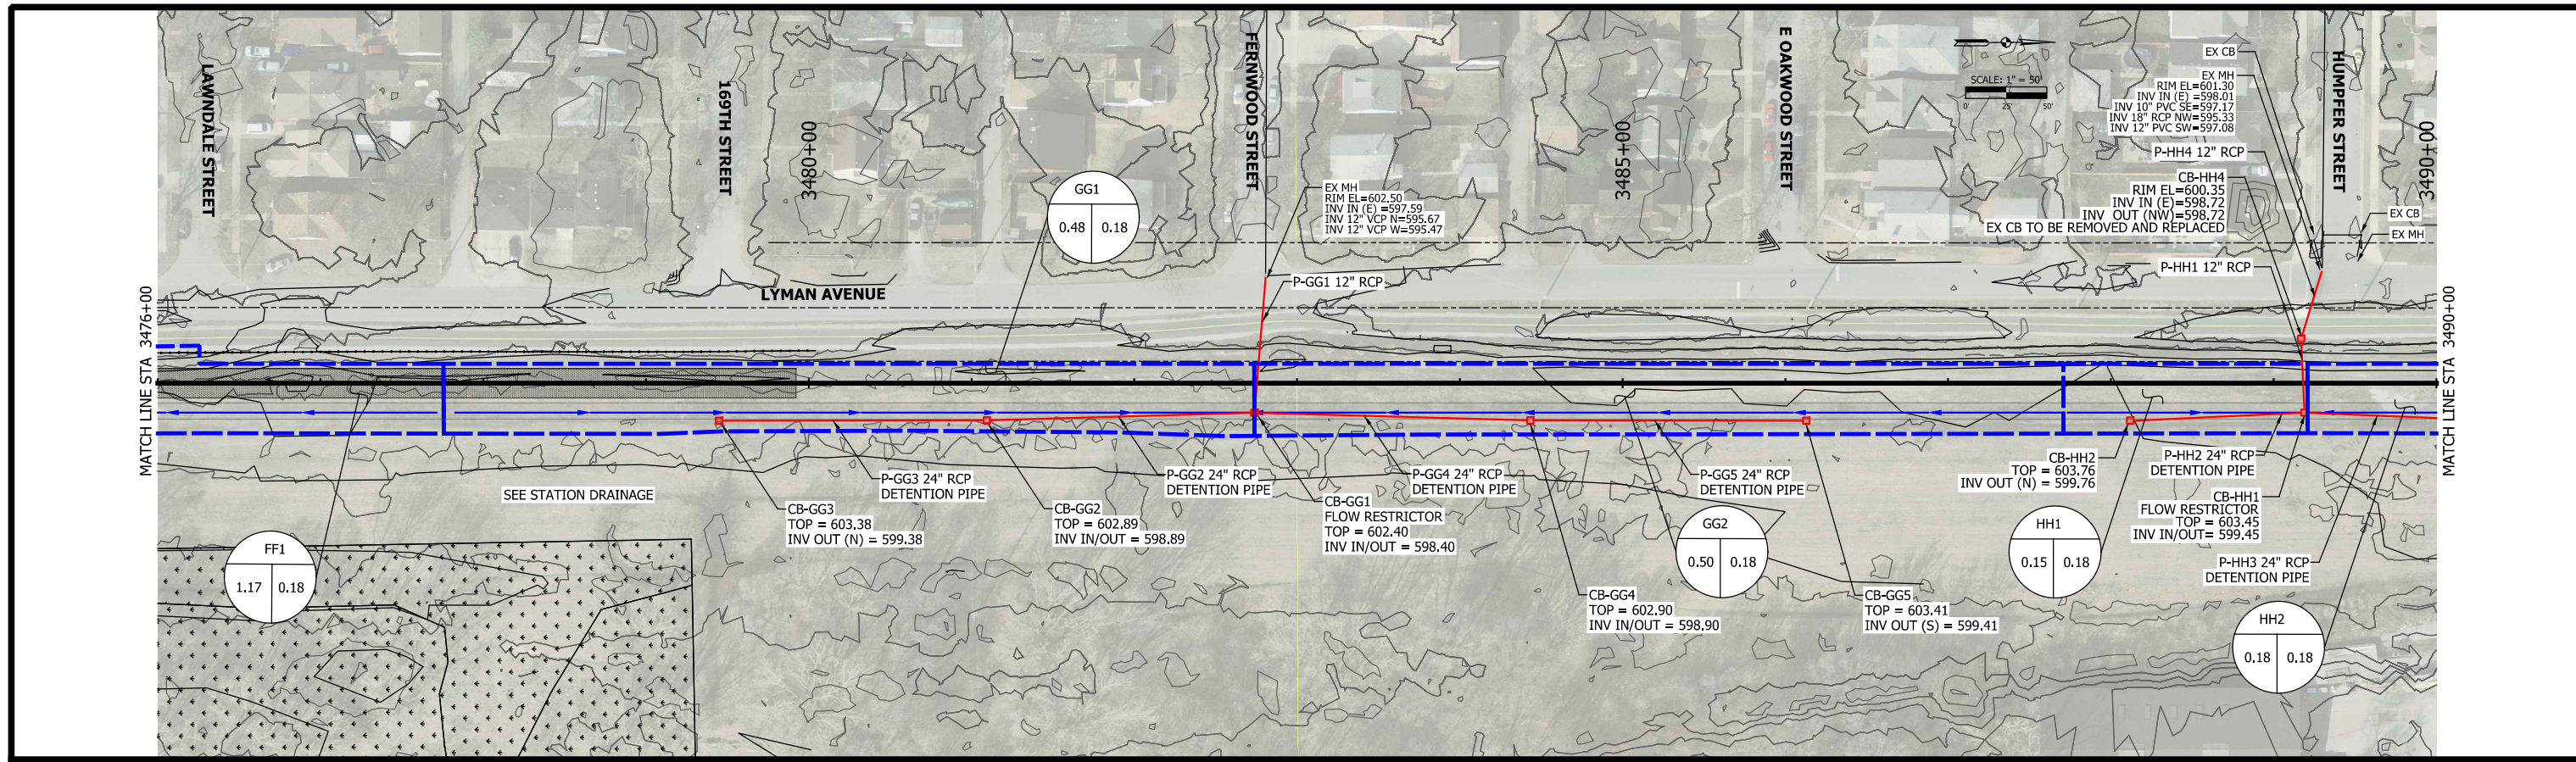 LAWNDALE STREET
169TH STREET
3480+00
FERNWOOD STREET
3485+00
E OAKWOOD STREET
HUMPFER STREET
3490+00
SCALE: 1" = 50'
0' 25' 50'
EX CB
EX MH
RIM EL=601.30
INV IN (E) =598.01
INV 10" PVC SE=597.17
INV 18" RCP NW=595.33
INV 12" PVC SW=597.08
P-HH4 12" RCP
CB-HH4
RIM EL=600.35
INV IN (E)=598.72
INV OUT (NW)=598.72
EX CB TO BE REMOVED AND REPLACED
EX CB
EX MH
P-HH1 12" RCP
GG1
0.48 0.18
EX MH
RIM EL=602.50
INV IN (E) =597.59
INV 12" VCP N=595.67
INV 12" VCP W=595.47
P-GG1 12" RCP
LYMAN AVENUE
MATCH LINE STA 3476+00
MATCH LINE STA 3490+00
SEE STATION DRAINAGE
FF1
1.17 0.18
CB-GG3
TOP = 603.38
INV OUT (N) = 599.38
P-GG3 24" RCP
DETENTION PIPE
CB-GG2
TOP = 602.89
INV IN/OUT = 598.89
P-GG2 24" RCP
DETENTION PIPE
CB-GG1
FLOW RESTRICTOR
TOP = 602.40
INV IN/OUT = 598.40
P-GG4 24" RCP
DETENTION PIPE
CB-GG4
TOP = 602.90
INV IN/OUT = 598.90
P-GG5 24" RCP
DETENTION PIPE
GG2
0.50 0.18
CB-GG5
TOP = 603.41
INV OUT (S) = 599.41
CB-HH2
TOP = 603.76
INV OUT (N) = 599.76
HH1
0.15 0.18
P-HH2 24" RCP
DETENTION PIPE
CB-HH1
FLOW RESTRICTOR
TOP = 603.45
INV IN/OUT= 599.45
P-HH3 24" RCP
DETENTION PIPE
HH2
0.18 0.18